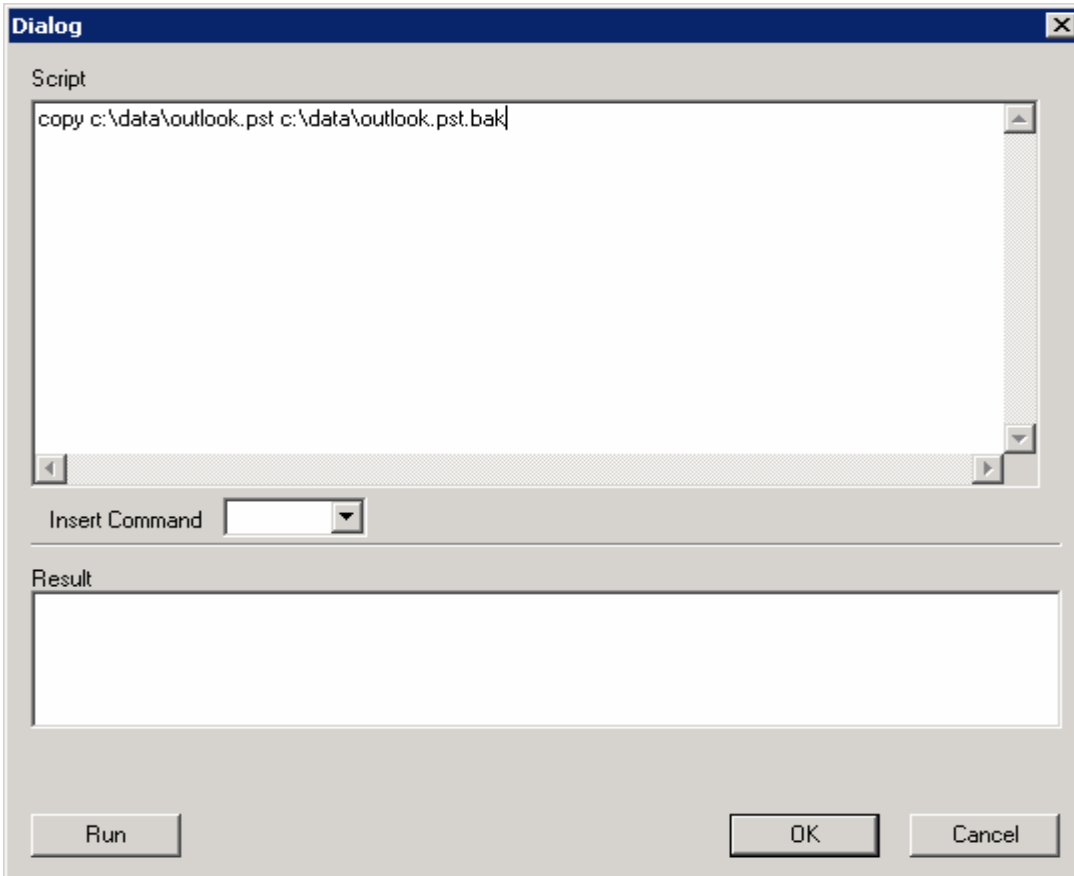 Dialog
Script
copy c:\data\outlook.pst c:\data\outlook.pst.bak
Insert Command
Result
Run OK Cancel